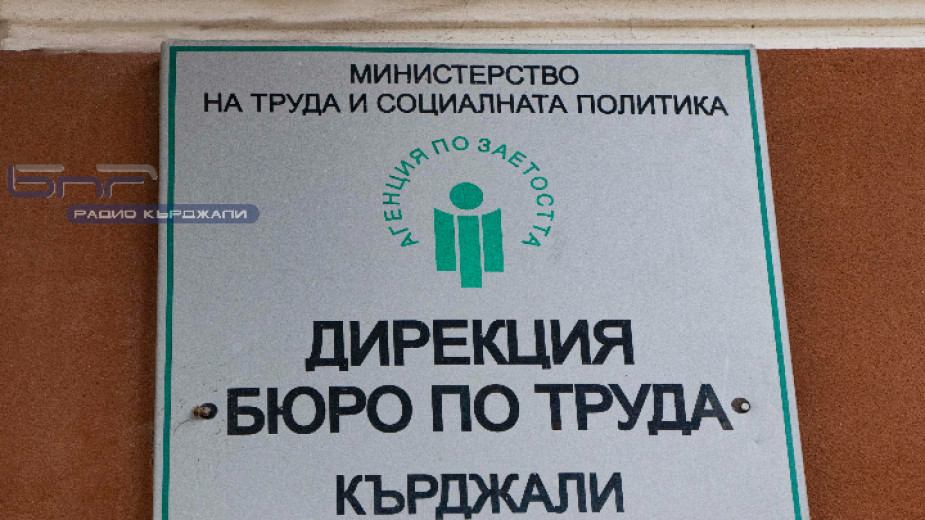 МИНИСТЕРСТВО
НА ТРУДА И СОЦИАЛНАТА ПОЛИТИКА
АГЕНЦИЯ ПО ЗАЕТОСТТА
БНР
РАДИО КЪРДЖАЛИ
ДИРЕКЦИЯ
БЮРО ПО ТРУДА
КЪРДЖАЛИ